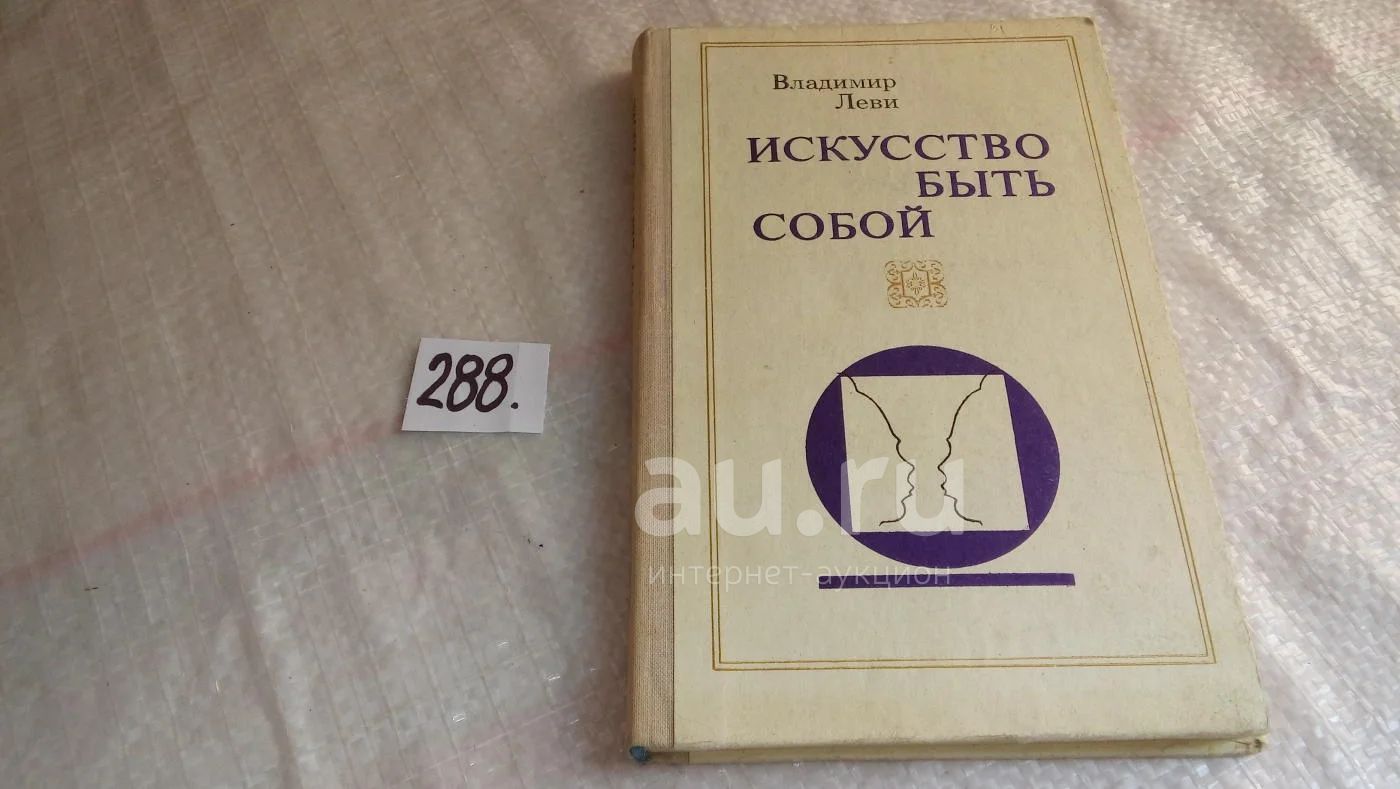 Владимир
Леви
ИСКУССТВО
БЫТЬ
СОБОЙ
288.
au.ru
интернет-аукцион